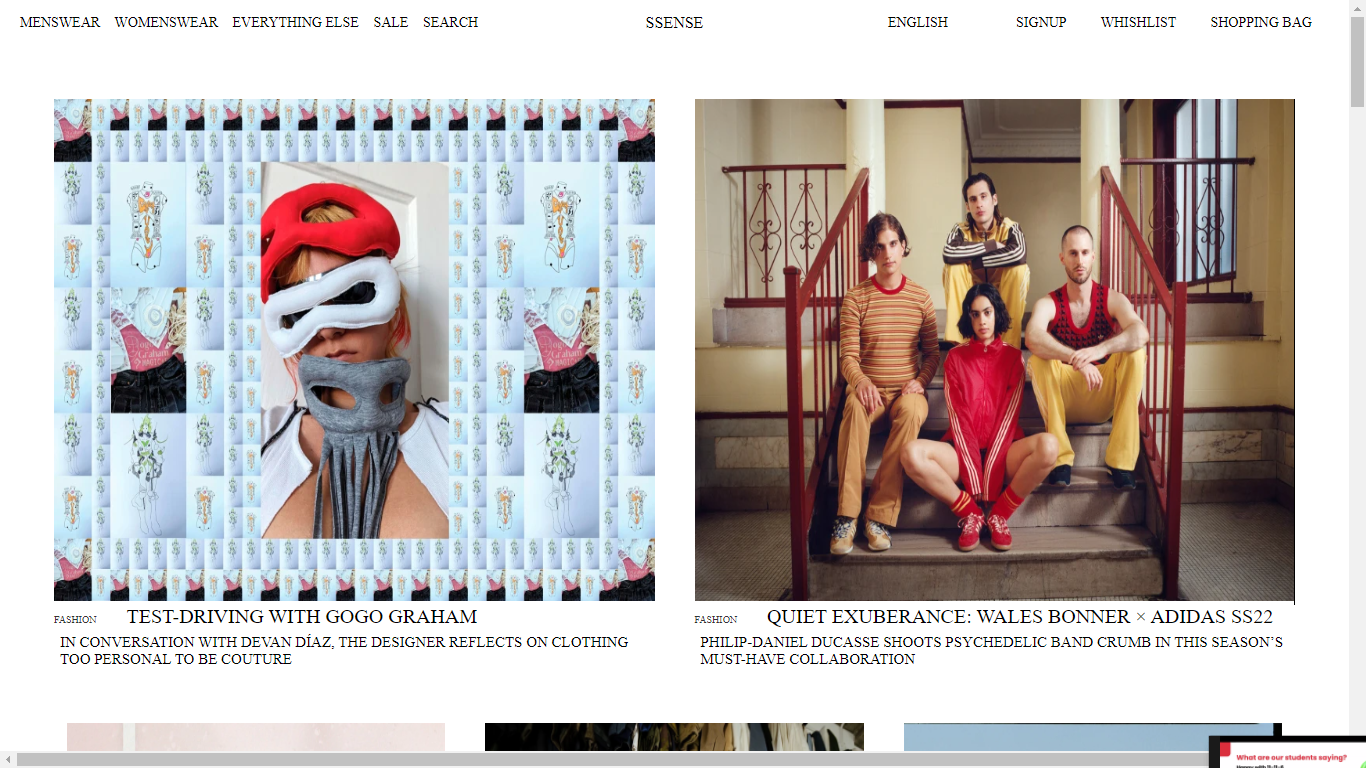 MENSWEAR WOMENSWEAR EVERYTHING ELSE SALE SEARCH SSENSE ENGLISH SIGNUP WHISHLIST SHOPPING BAG
FASHION TEST-DRIVING WITH GOGO GRAHAM
IN CONVERSATION WITH DEVAN DÍAZ, THE DESIGNER REFLECTS ON CLOTHING
TOO PERSONAL TO BE COUTURE
FASHION QUIET EXUBERANCE: WALES BONNER × ADIDAS SS22
PHILIP-DANIEL DUCASSE SHOOTS PSYCHEDELIC BAND CRUMB IN THIS SEASON’S
MUST-HAVE COLLABORATION
What are our students saying?